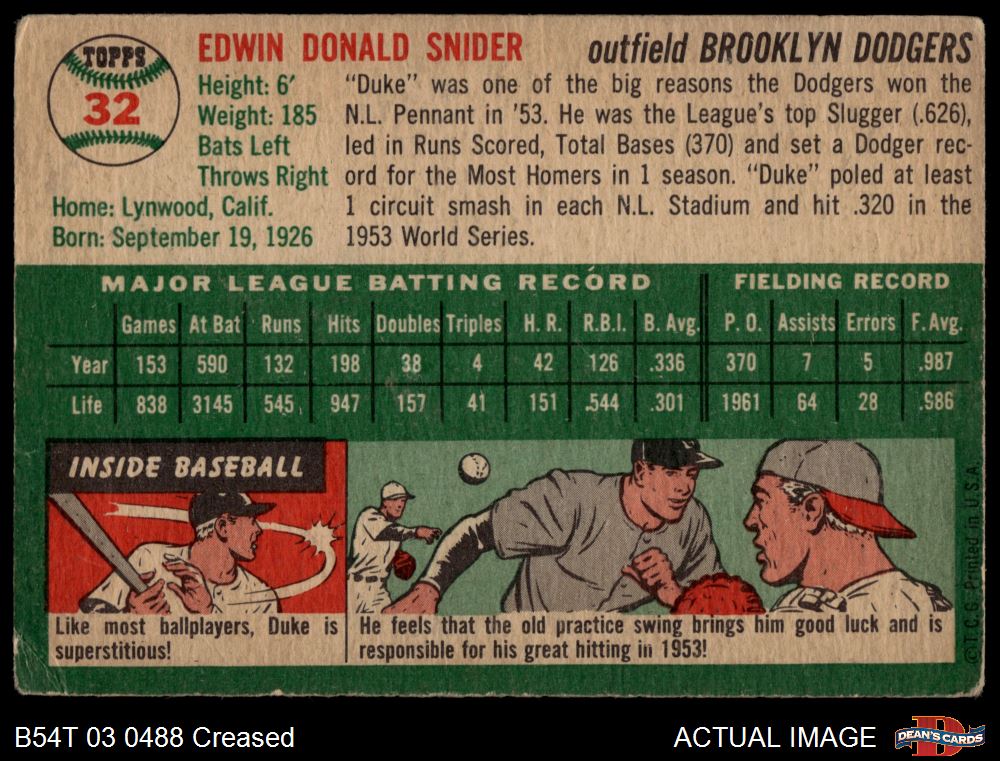 TOPPS
32
EDWIN DONALD SNIDER
outfield BROOKLYN DODGERS
Height: 6′
Weight: 185
Bats Left
Throws Right
Home: Lynwood, Calif.
Born: September 19, 1926
"Duke" was one of the big reasons the Dodgers won the
N.L. Pennant in '53. He was the League's top Slugger (.626),
led in Runs Scored, Total Bases (370) and set a Dodger rec-
ord for the Most Homers in 1 season. "Duke" poled at least
1 circuit smash in each N.L. Stadium and hit .320 in the
1953 World Series.
MAJOR LEAGUE BATTING RECORD FIELDING RECORD
Games At Bat Runs Hits Doubles Triples H. R. R.B.I. B. Avg. P. O. Assists Errors F. Avg.
Year 153 590 132 198 38 4 42 126 .336 370 7 5 .987
Life 838 3145 545 947 157 41 151 .544 .301 1961 64 28 .986
INSIDE BASEBALL
Like most ballplayers, Duke is
superstitious!
He feels that the old practice swing brings him good luck and is
responsible for his great hitting in 1953!
© T. C. G. Printed in U.S.A.
B54T 03 0488 Creased
ACTUAL IMAGE
DEAN'S CARDS